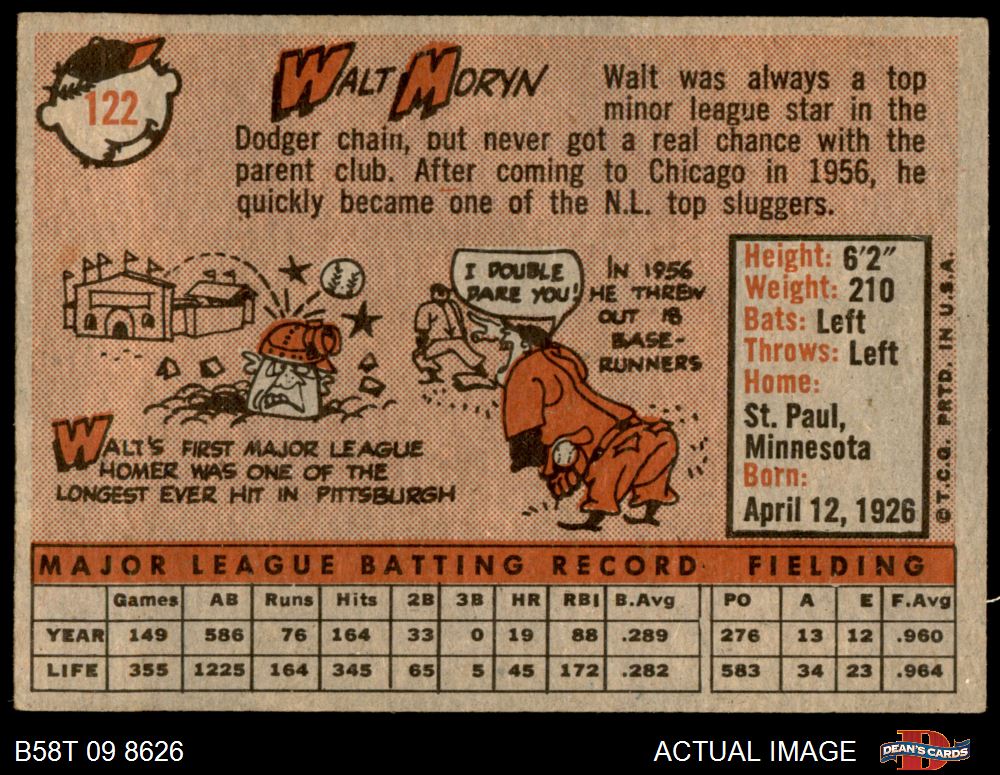 122
WALT MORYN
Walt was always a top
minor league star in the
Dodger chain, but never got a real chance with the
parent club. After coming to Chicago in 1956, he
quickly became one of the N.L. top sluggers.
I DOUBLE
DARE YOU!
IN 1956
HE THREW
OUT 18
BASE-
RUNNERS
WALT'S FIRST MAJOR LEAGUE
HOMER WAS ONE OF THE
LONGEST EVER HIT IN PITTSBURGH
Height: 6'2"
Weight: 210
Bats: Left
Throws: Left
Home:
St. Paul,
Minnesota
Born:
April 12, 1926
©T.C.G. PRTD. IN U.S.A.
MAJOR LEAGUE BATTING RECORD FIELDING
Games AB Runs Hits 2B 3B HR RBI B.Avg PO A E F.Avg
YEAR 149 586 76 164 33 0 19 88 .289 276 13 12 .960
LIFE 355 1225 164 345 65 5 45 172 .282 583 34 23 .964
B58T 09 8626 ACTUAL IMAGE DEAN'S CARDS